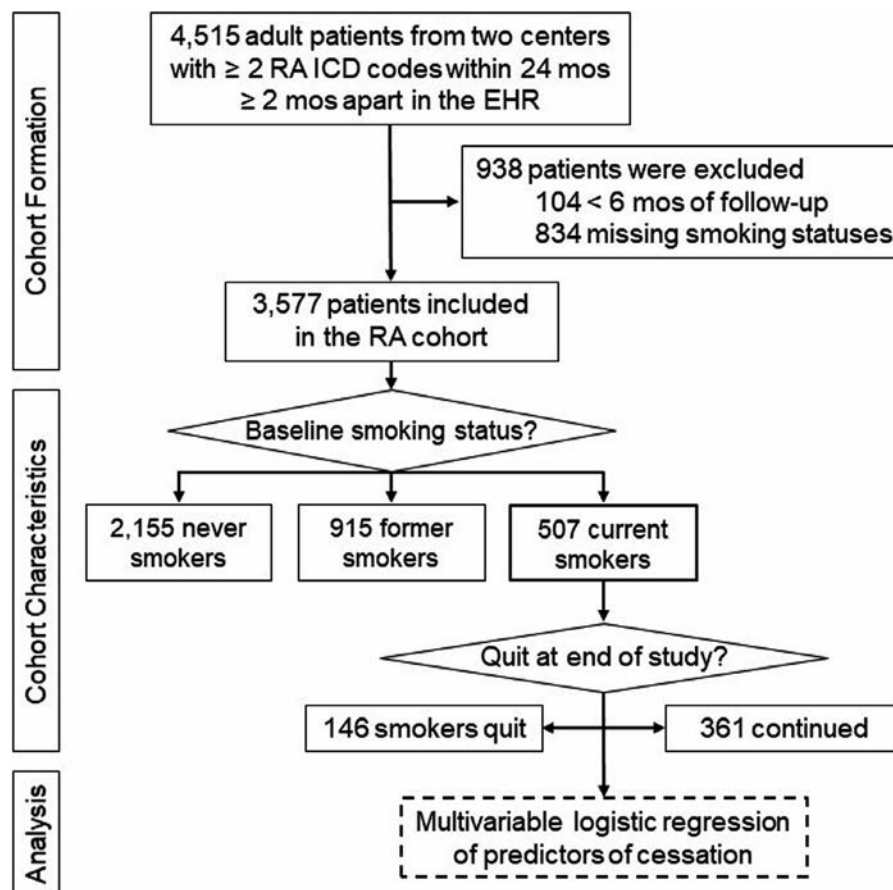 Cohort Formation
4,515 adult patients from two centers
with ≥ 2 RA ICD codes within 24 mos
≥ 2 mos apart in the EHR
938 patients were excluded
104 < 6 mos of follow-up
834 missing smoking statuses
3,577 patients included
in the RA cohort
Cohort Characteristics
Baseline smoking status?
2,155 never
smokers
915 former
smokers
507 current
smokers
Quit at end of study?
146 smokers quit
361 continued
Analysis
Multivariable logistic regression
of predictors of cessation